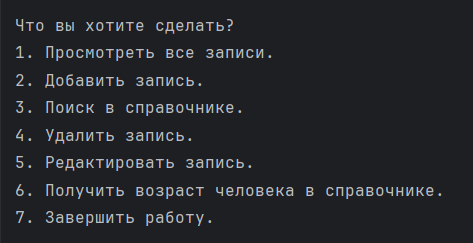 Что вы хотите сделать?
1. Просмотреть все записи.
2. Добавить запись.
3. Поиск в справочнике.
4. Удалить запись.
5. Редактировать запись.
6. Получить возраст человека в справочнике.
7. Завершить работу.